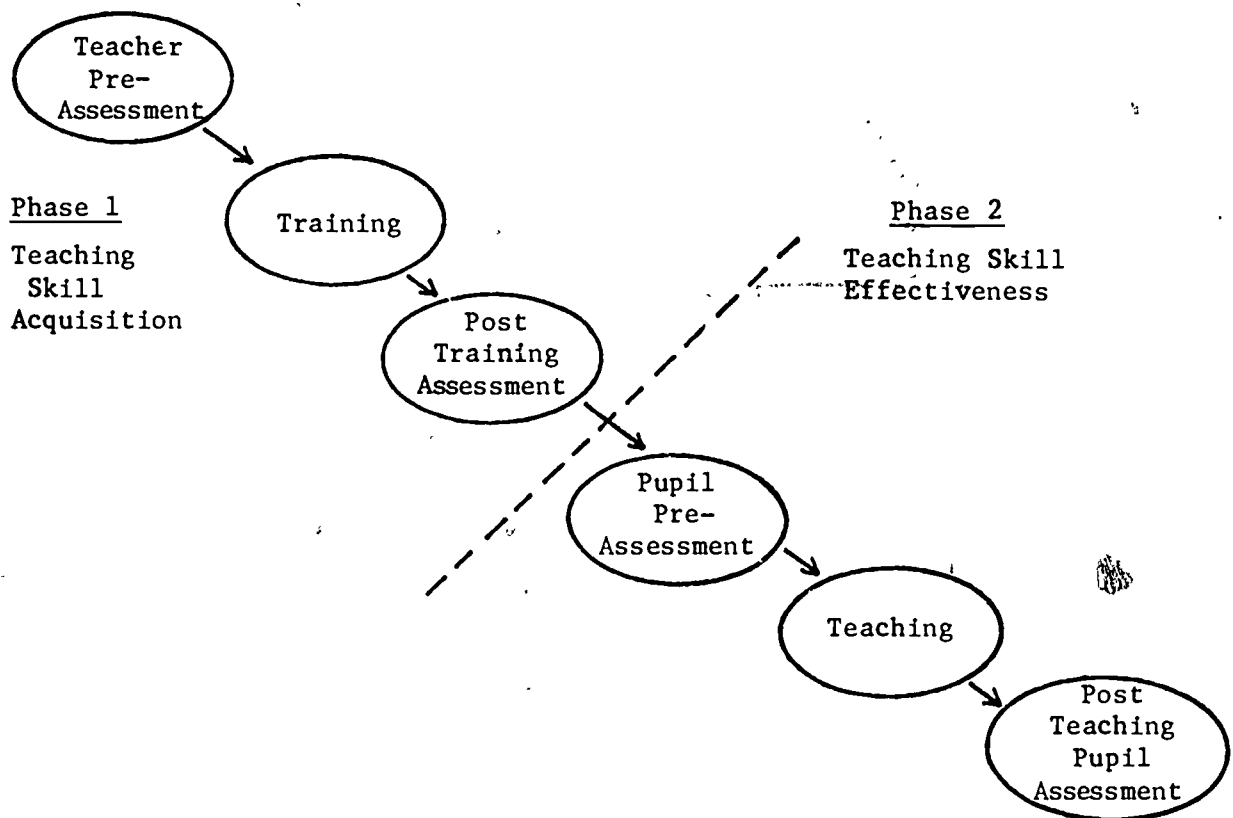 Teacher
Pre-
Assessment
Phase 1
Teaching
Skill
Acquisition
Training
Post
Training
Assessment
Phase 2
Teaching Skill
Effectiveness
Pupil
Pre-
Assessment
Teaching
Post
Teaching
Pupil
Assessment